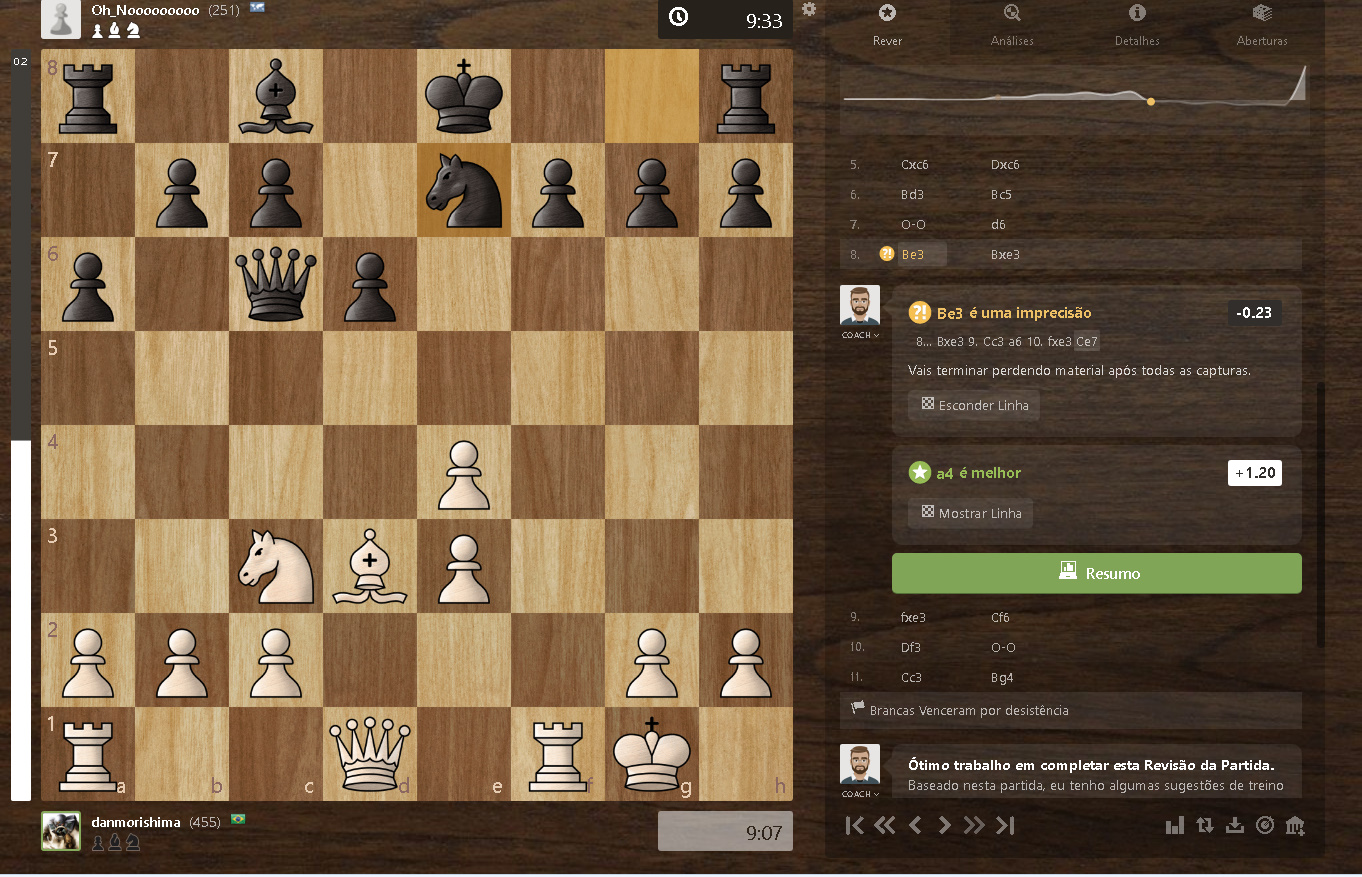 Oh_Nooooooooo (251)
9:33
Rever
Análises
Detalhes
Aberturas
0.2
8
7
6
5
4
3
2
1
a b c d e f g h
5. Cxc6 Dxc6
6. Bd3 Bc5
7. O-O d6
8. ?! Be3 Bxe3
COACH
?! Be3 é uma imprecisão -0.23
8... Bxe3 9. Cc3 a6 10. fxe3 Ce7
Vais terminar perdendo material após todas as capturas.
Esconder Linha
a4 é melhor +1.20
Mostrar Linha
Resumo
9. fxe3 Cf6
10. Df3 O-O
11. Cc3 Bg4
Brancas Venceram por desistência
COACH
Ótimo trabalho em completar esta Revisão da Partida.
Baseado nesta partida, eu tenho algumas sugestões de treino
danmorishima (455)
9:07